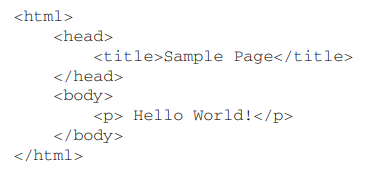 <html>
    <head>
        <title>Sample Page</title>
    </head>
    <body>
        <p> Hello World!</p>
    </body>
</html>